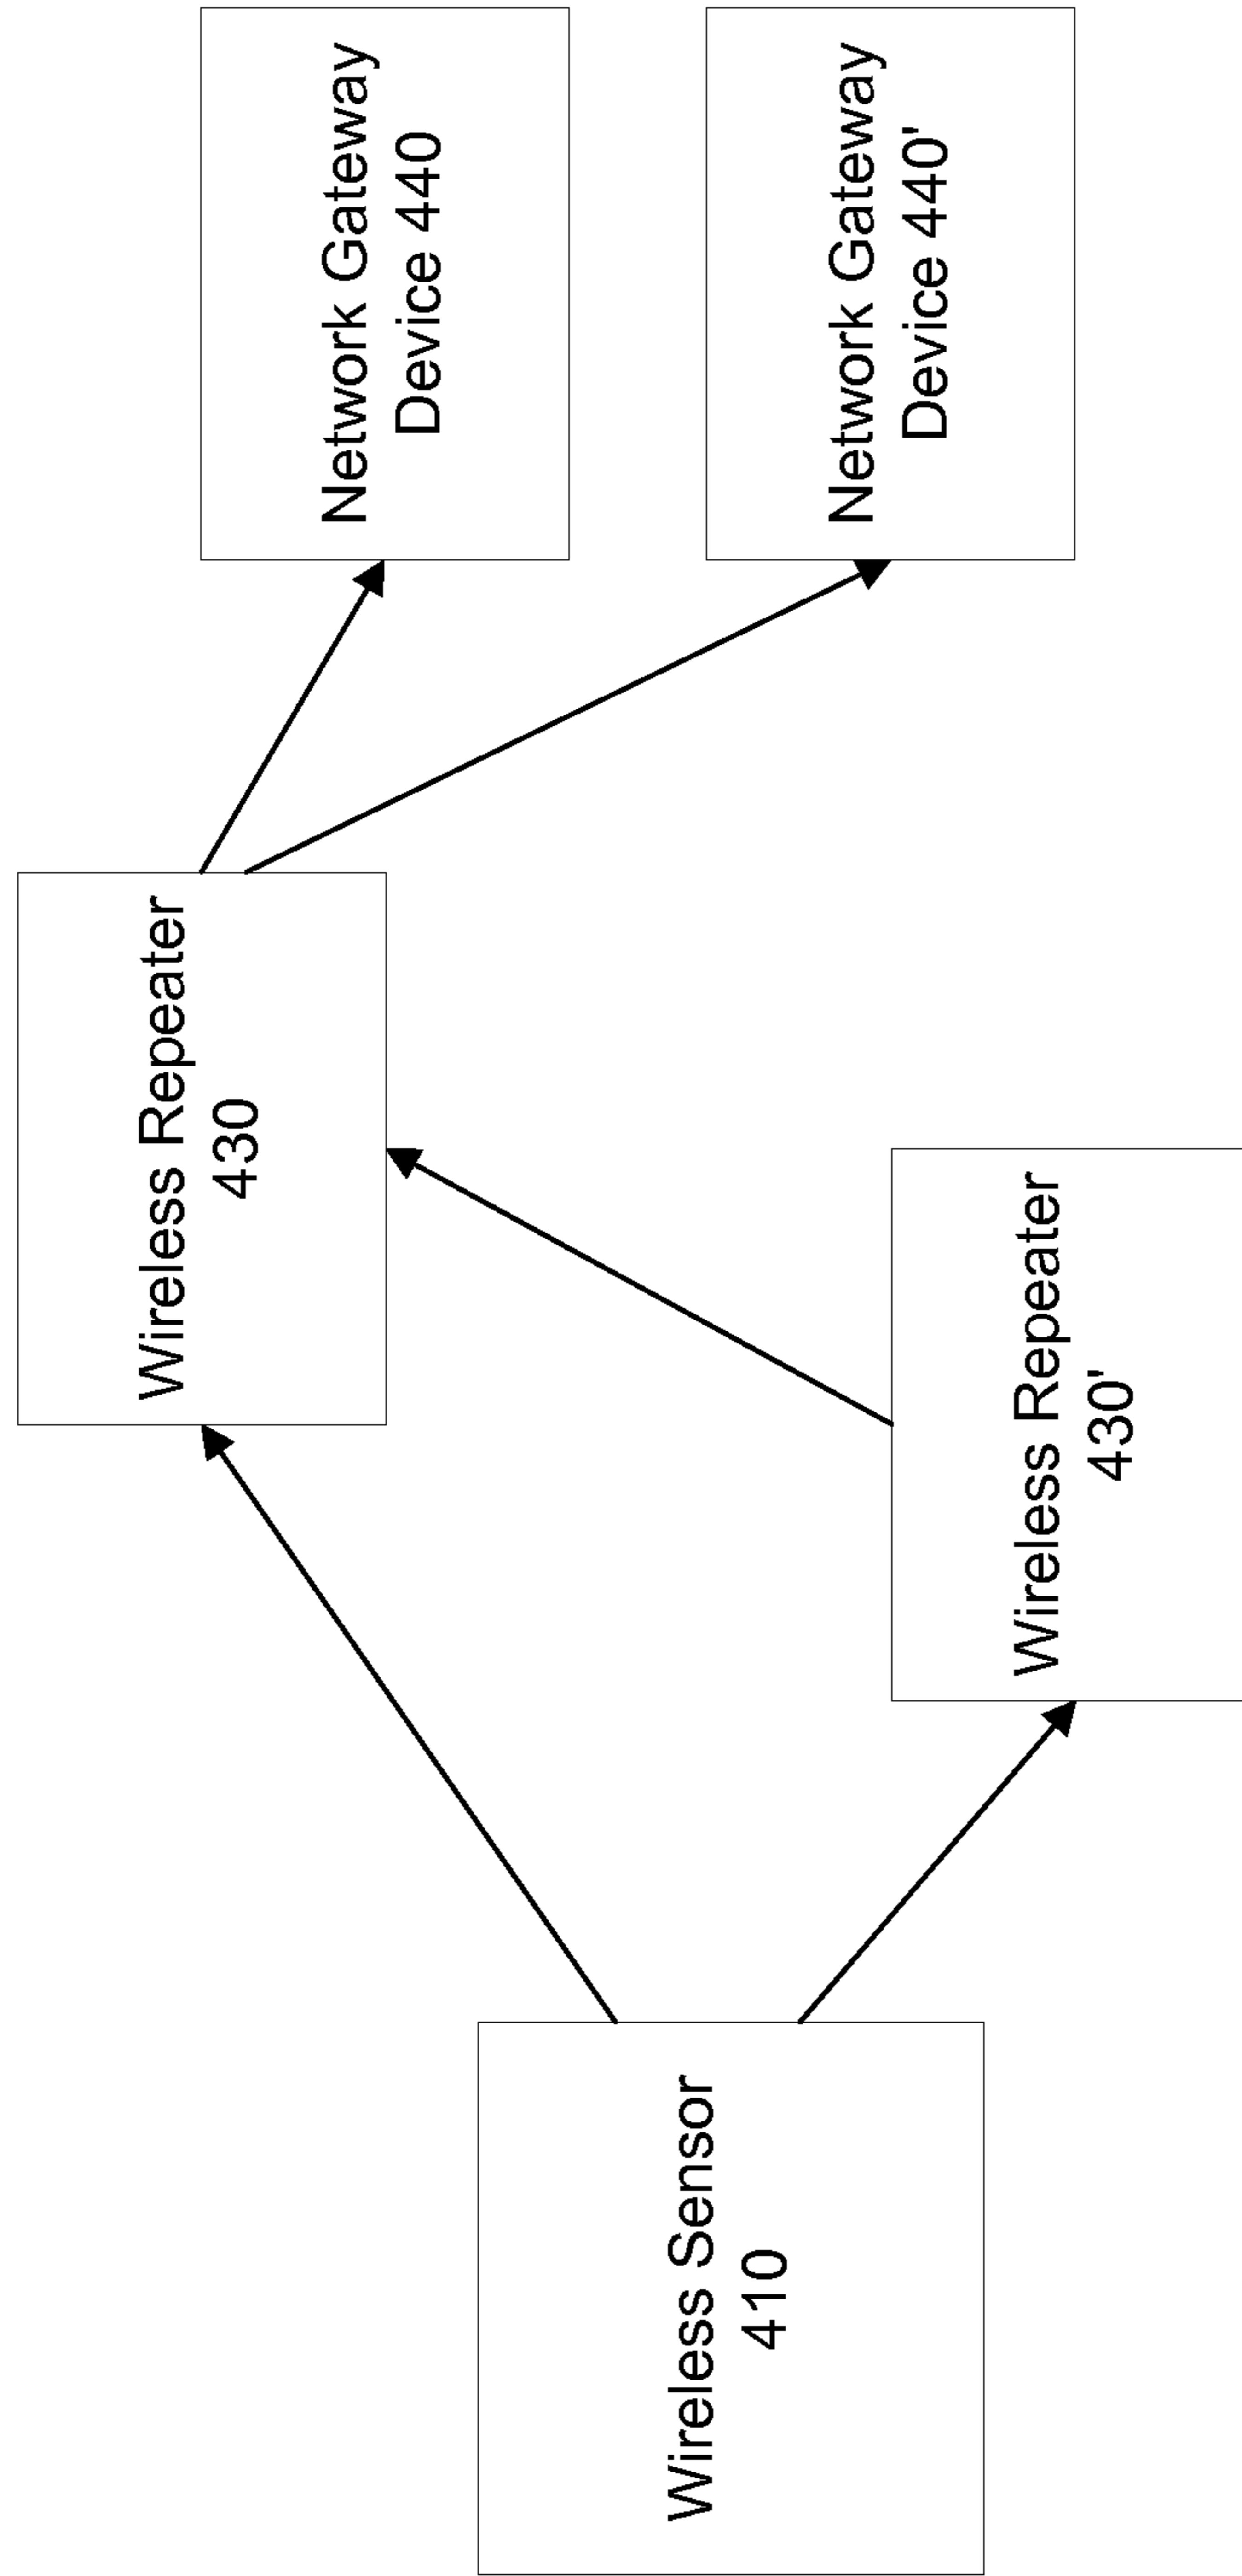 Wireless Sensor
410
Wireless Repeater
430
Wireless Repeater
430'
Network Gateway
Device 440
Network Gateway
Device 440'